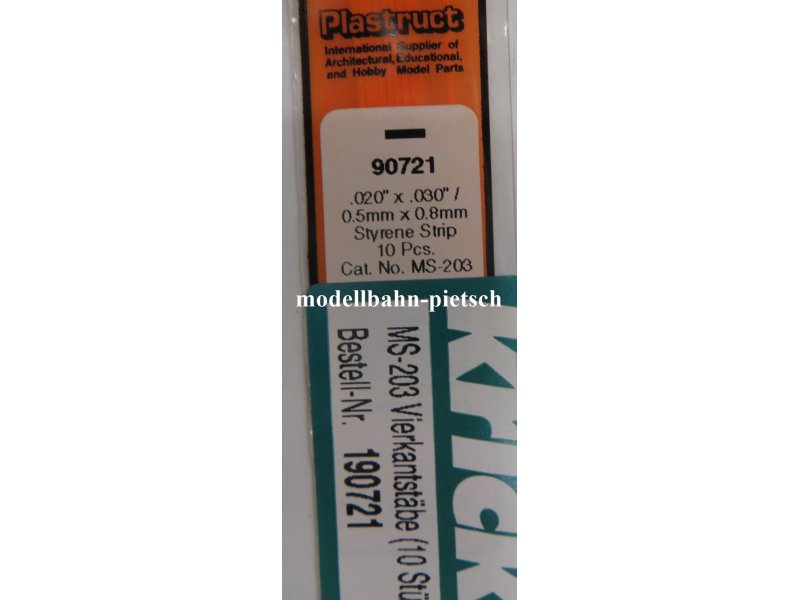 Plastruct
International Supplier of
Architectural, Educational,
and Hobby Model Parts
90721
.020" x .030" /
0.5mm x 0.8mm
Styrene Strip
10 Pcs.
Cat. No. MS-203
modellbahn-pietsch
krick
MS-203 Vierkantstäbe (10 Stü
Bestell-Nr. 190721